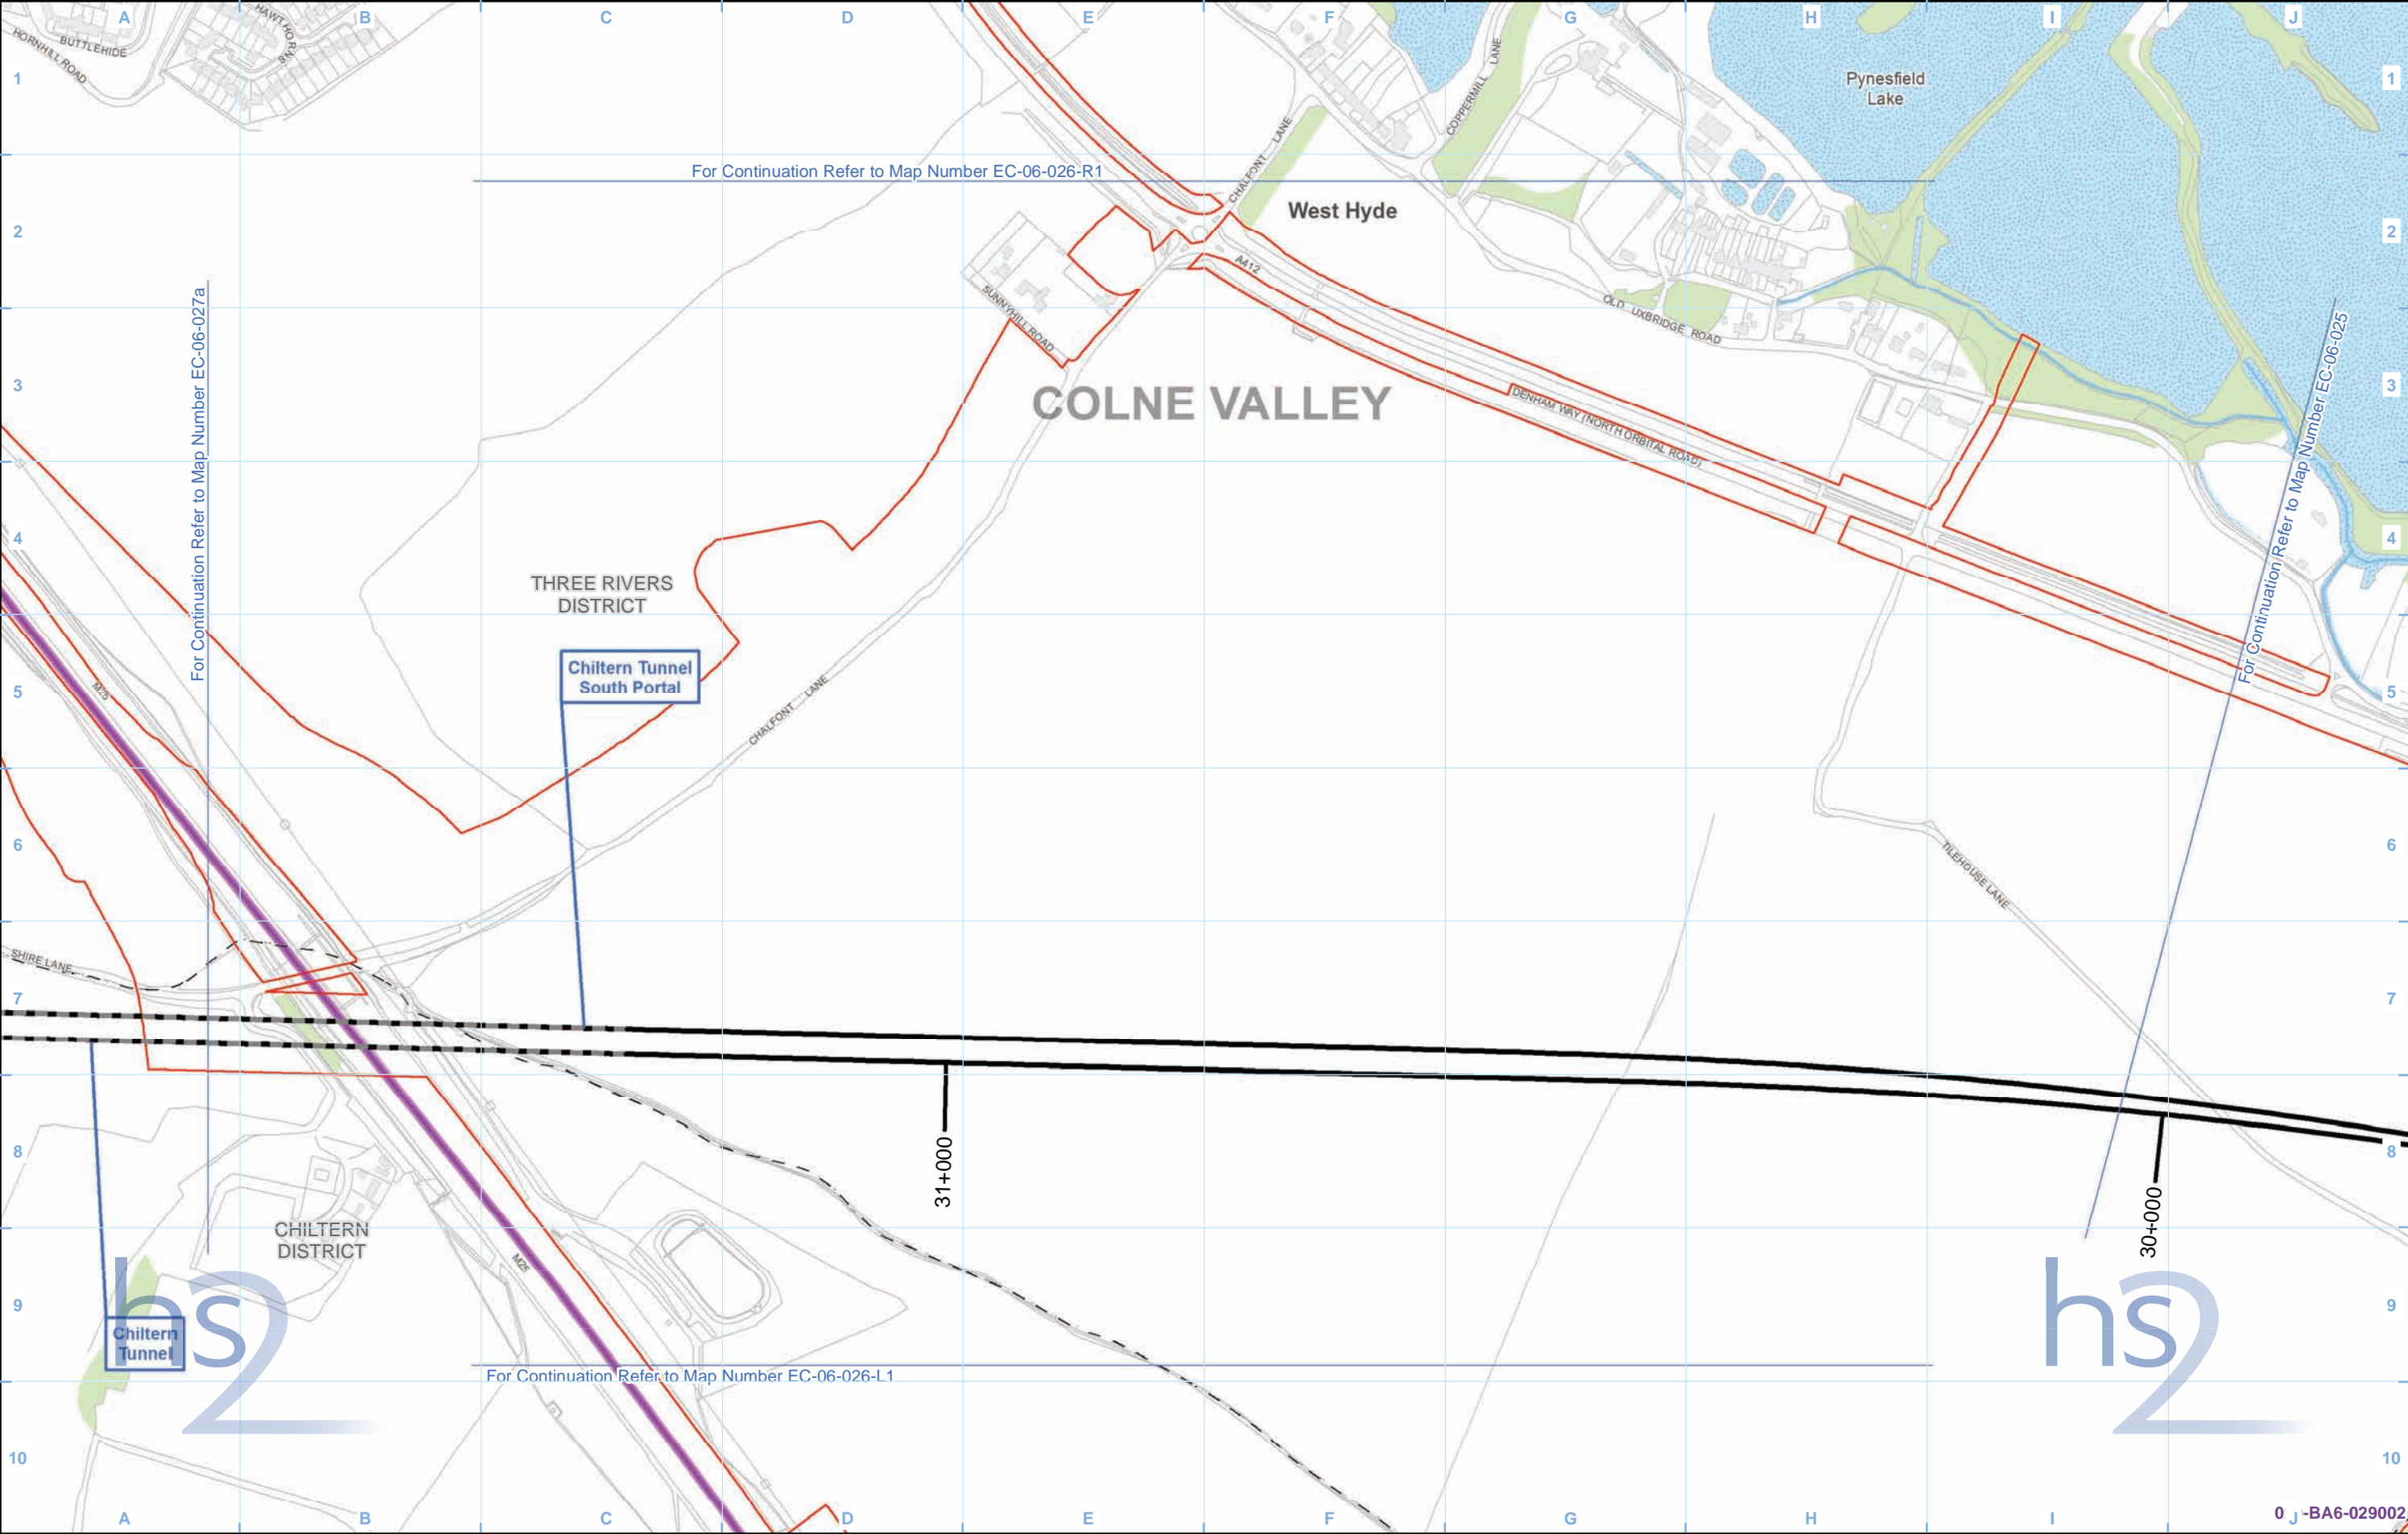 A B C D E F G H I J
HORNHILL ROAD
BUTTLEHIDE
HAWTHORNS
COPPERMILL LANE
Pynesfield
Lake
1 1
For Continuation Refer to Map Number EC-06-026-R1
CHALFONT LANE
West Hyde
2 2
A412
SUNNYHILL ROAD
OLD UXBRIDGE ROAD
For Continuation Refer to Map Number EC-06-027a
For Continuation Refer to Map Number EC-06-025
3 3
COLNE VALLEY
DENHAM WAY (NORTH ORBITAL ROAD)
4 4
THREE RIVERS
DISTRICT
Chiltern Tunnel
South Portal
M25
5 5
CHALFONT LANE
6 6
TILEHOUSE LANE
SHIRE LANE
7 7
8 8
31+000
30+000
CHILTERN
DISTRICT
M25
hs2
hs2
9 9
Chiltern
Tunnel
For Continuation Refer to Map Number EC-06-026-L1
10 10
A B C D E F G H I J
-BA6-029002